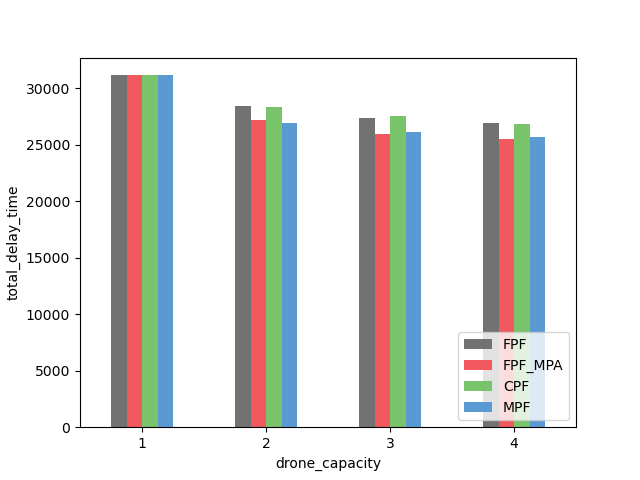 30000
25000
20000
15000
10000
5000
0
total_delay_time
1 2 3 4
drone_capacity
FPF
FPF_MPA
CPF
MPF